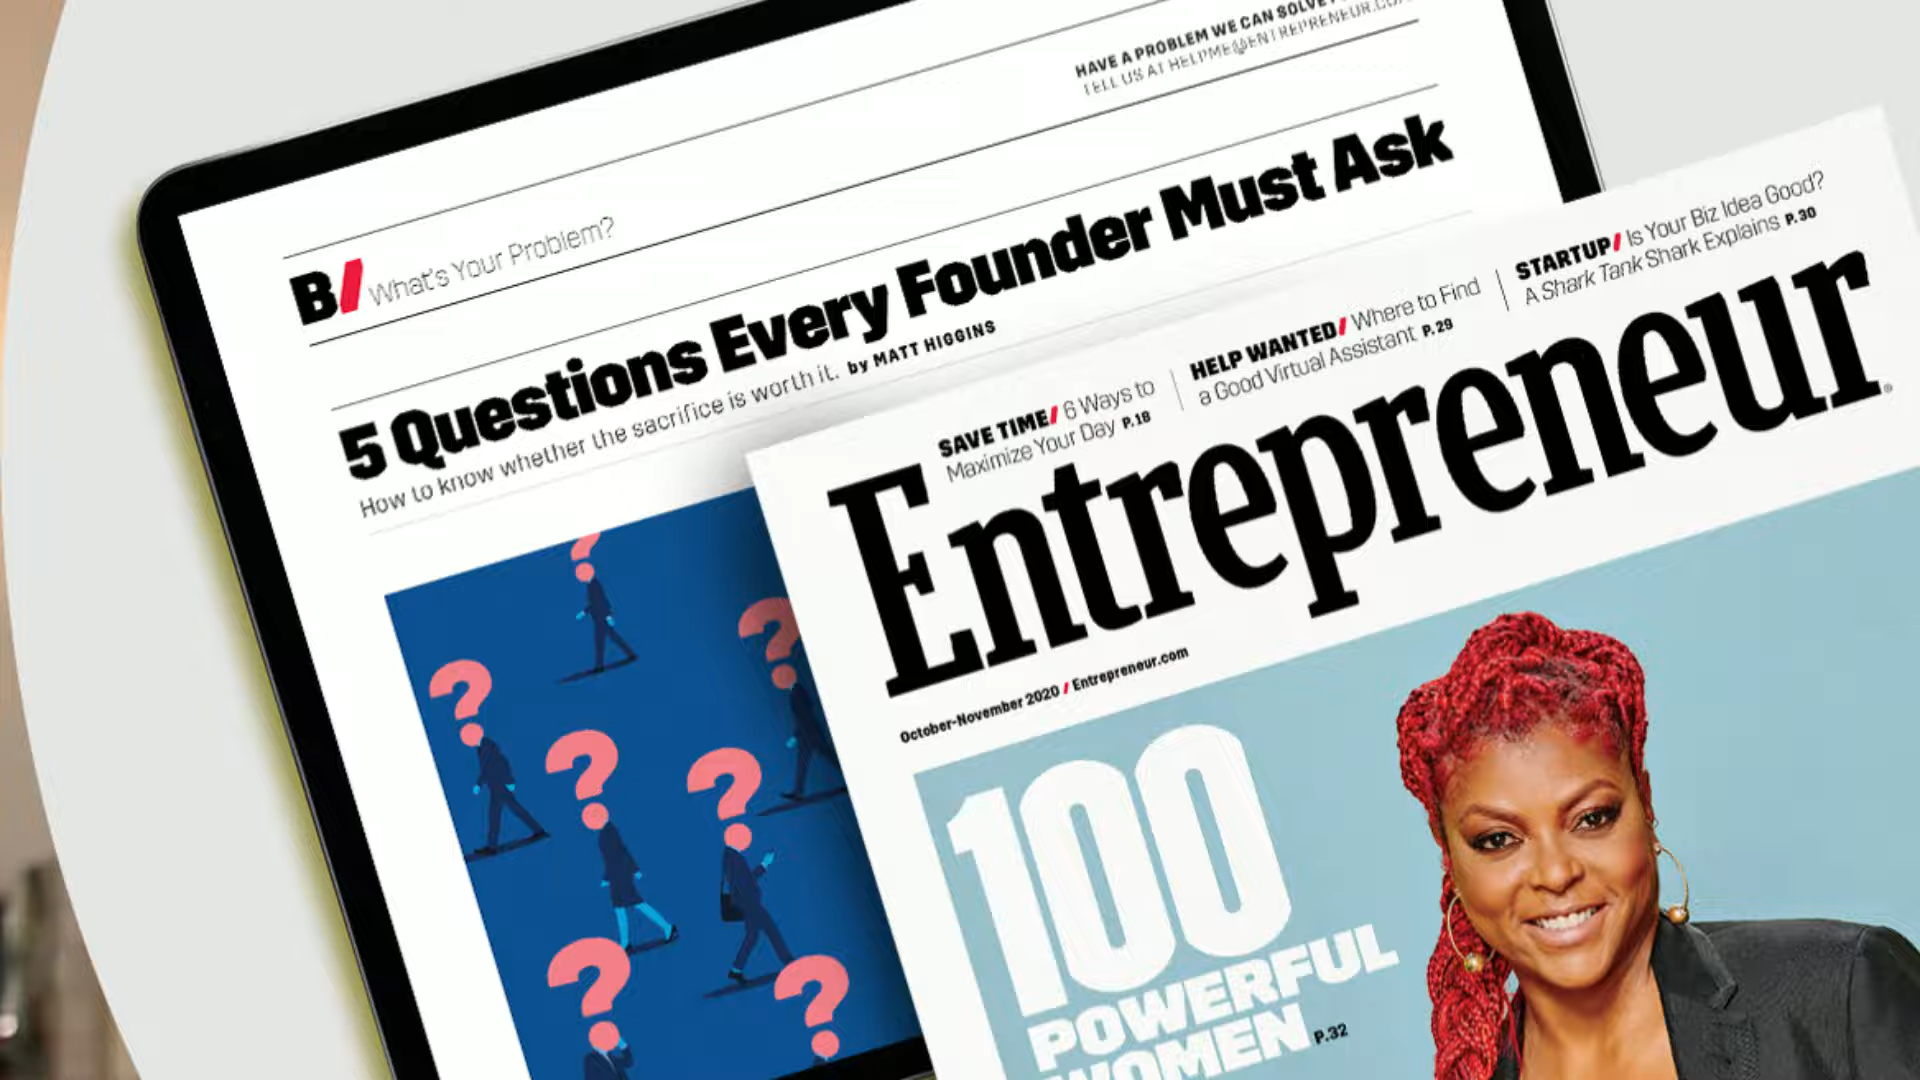 HAVE A PROBLEM WE CAN SOLVE
TELL US AT HELPME@ENTREPRENEUR.COM
B/ What's Your Problem?
5 Questions Every Founder Must Ask
How to know whether the sacrifice is worth it. by MATT HIGGINS
SAVE TIME/ 6 Ways to
Maximize Your Day P.18
HELP WANTED/ Where to Find
a Good Virtual Assistant P.29
STARTUP/ Is Your Biz Idea Good?
A Shark Tank Shark Explains P.30
Entrepreneur®
October-November 2020 / Entrepreneur.com
100
POWERFUL
WOMEN P.32